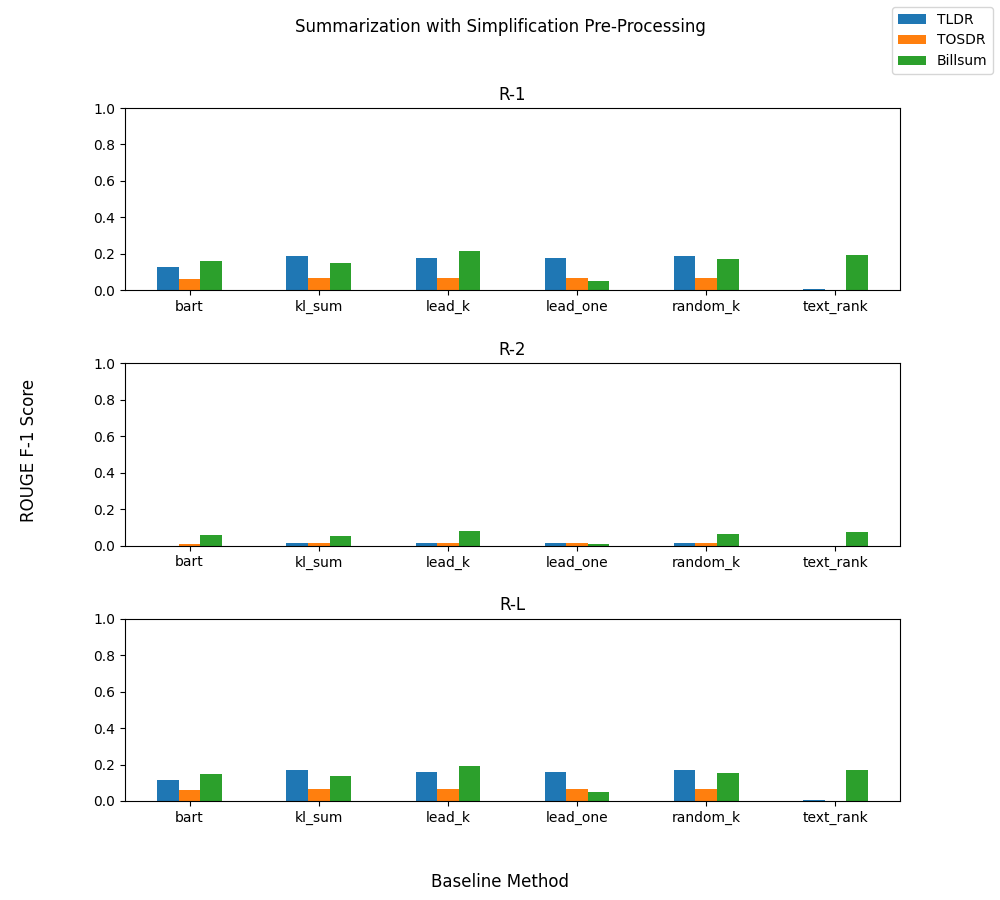 Summarization with Simplification Pre-Processing
TLDR
TOSDR
Billsum
R-1
1.0
0.8
0.6
0.4
0.2
0.0
bart kl_sum lead_k lead_one random_k text_rank
R-2
1.0
0.8
0.6
0.4
0.2
0.0
bart kl_sum lead_k lead_one random_k text_rank
ROUGE F-1 Score
R-L
1.0
0.8
0.6
0.4
0.2
0.0
bart kl_sum lead_k lead_one random_k text_rank
Baseline Method